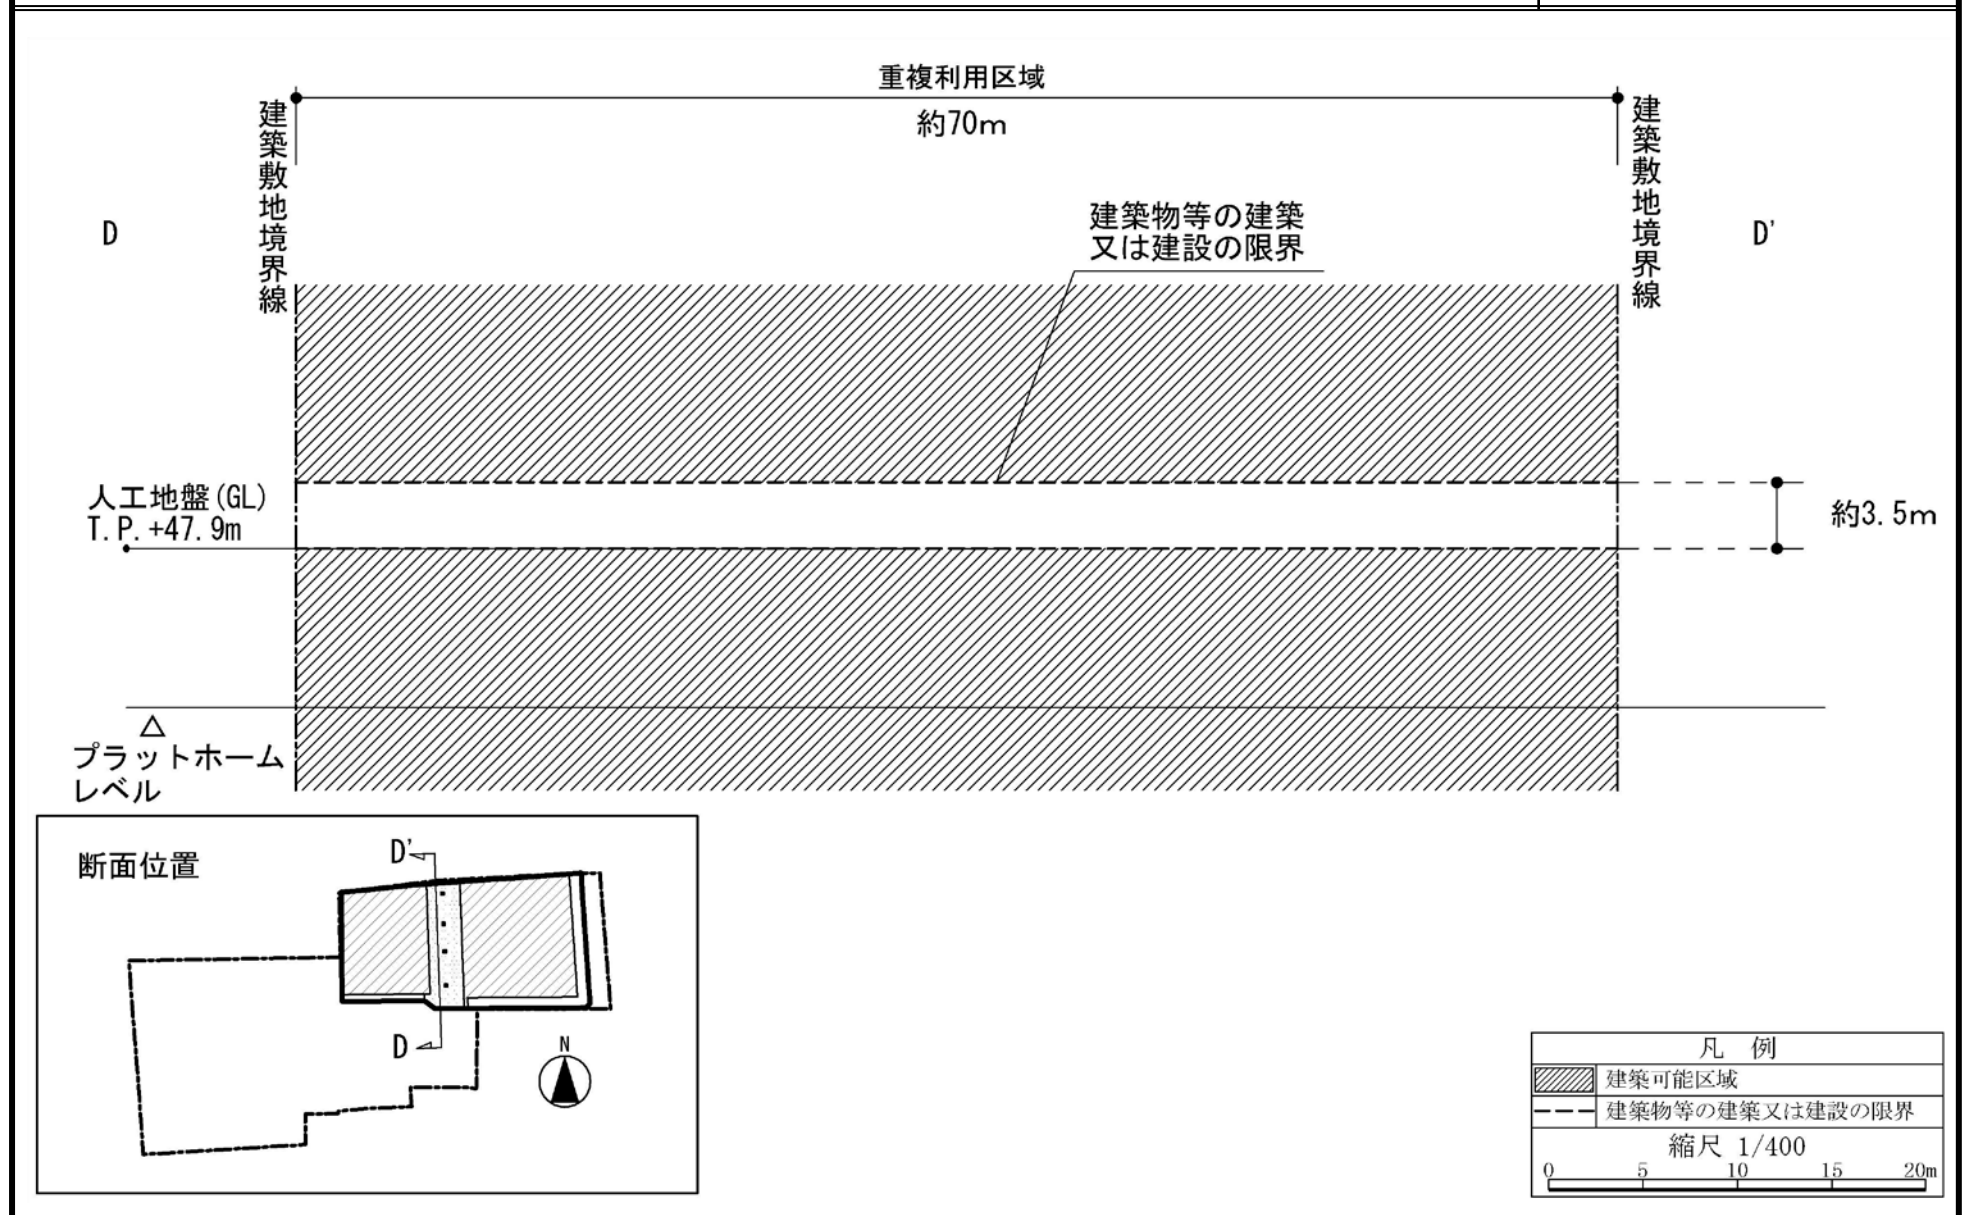 重複利用区域
約70m
建築敷地境界線
建築敷地境界線
D
D'
建築物等の建築
又は建設の限界
人工地盤(GL)
T.P.+47.9m
約3.5m
プラットホーム
レベル
断面位置
D'
D
N
凡 例
建築可能区域
建築物等の建築又は建設の限界
縮尺 1/400
0 5 10 15 20m